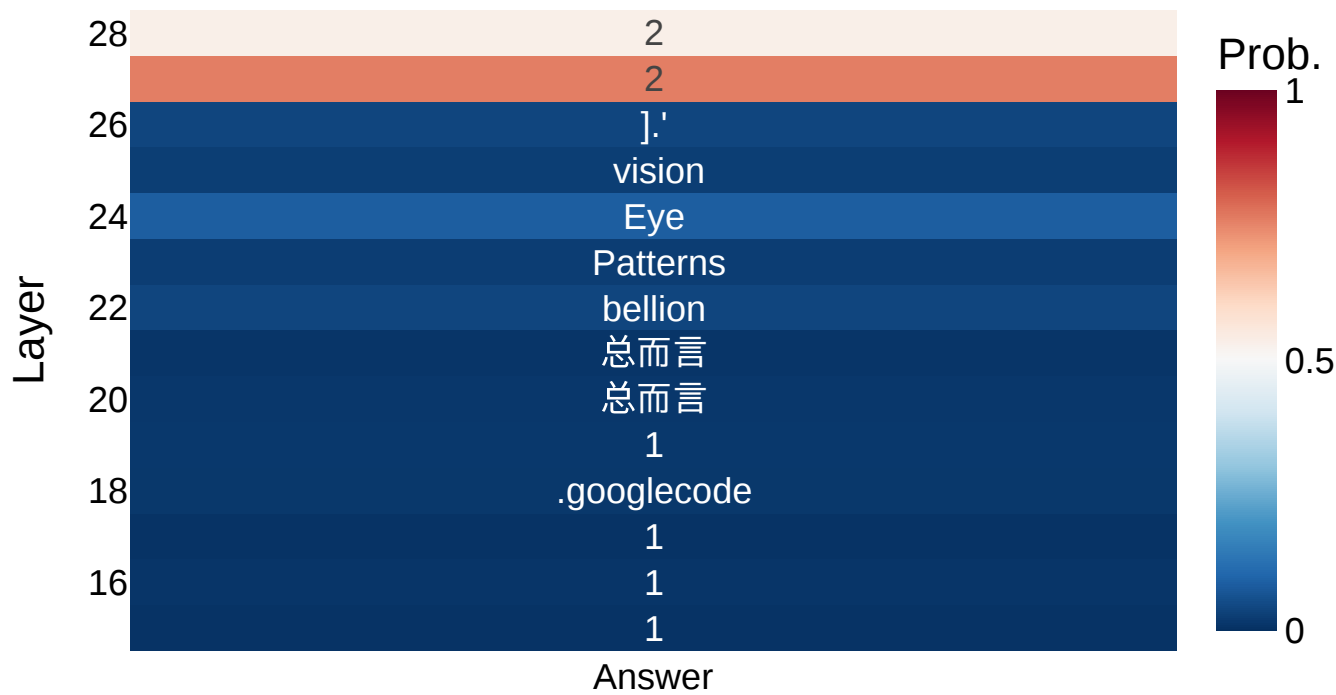 Prob.
28 2
2
26 ].'
vision
24 Eye
Patterns
22 bellion
总而言
20 总而言
1
18 .googlecode
1
16 1
1
Layer
Answer
1
0.5
0